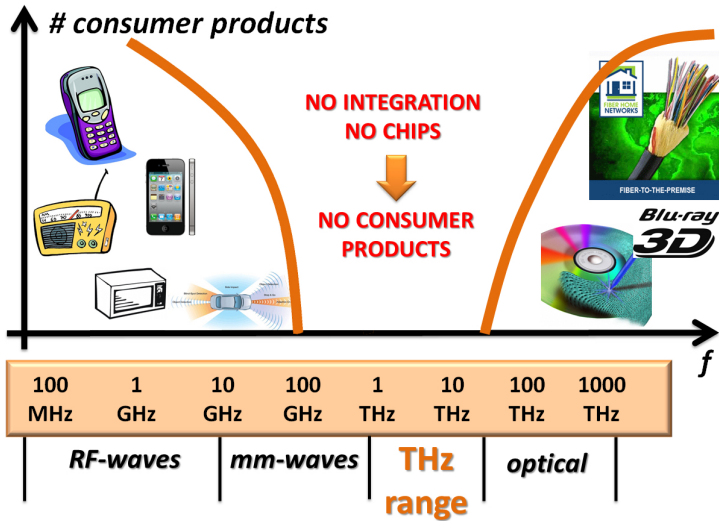 # consumer products
NO INTEGRATION
NO CHIPS
NO CONSUMER
PRODUCTS
FIBER HOME
NETWORKS
FIBER-TO-THE-PREMISE
Blu-ray
3D
f
100 MHz
1 GHz
10 GHz
100 GHz
1 THz
10 THz
100 THz
1000 THz
RF-waves
mm-waves
THz range
optical